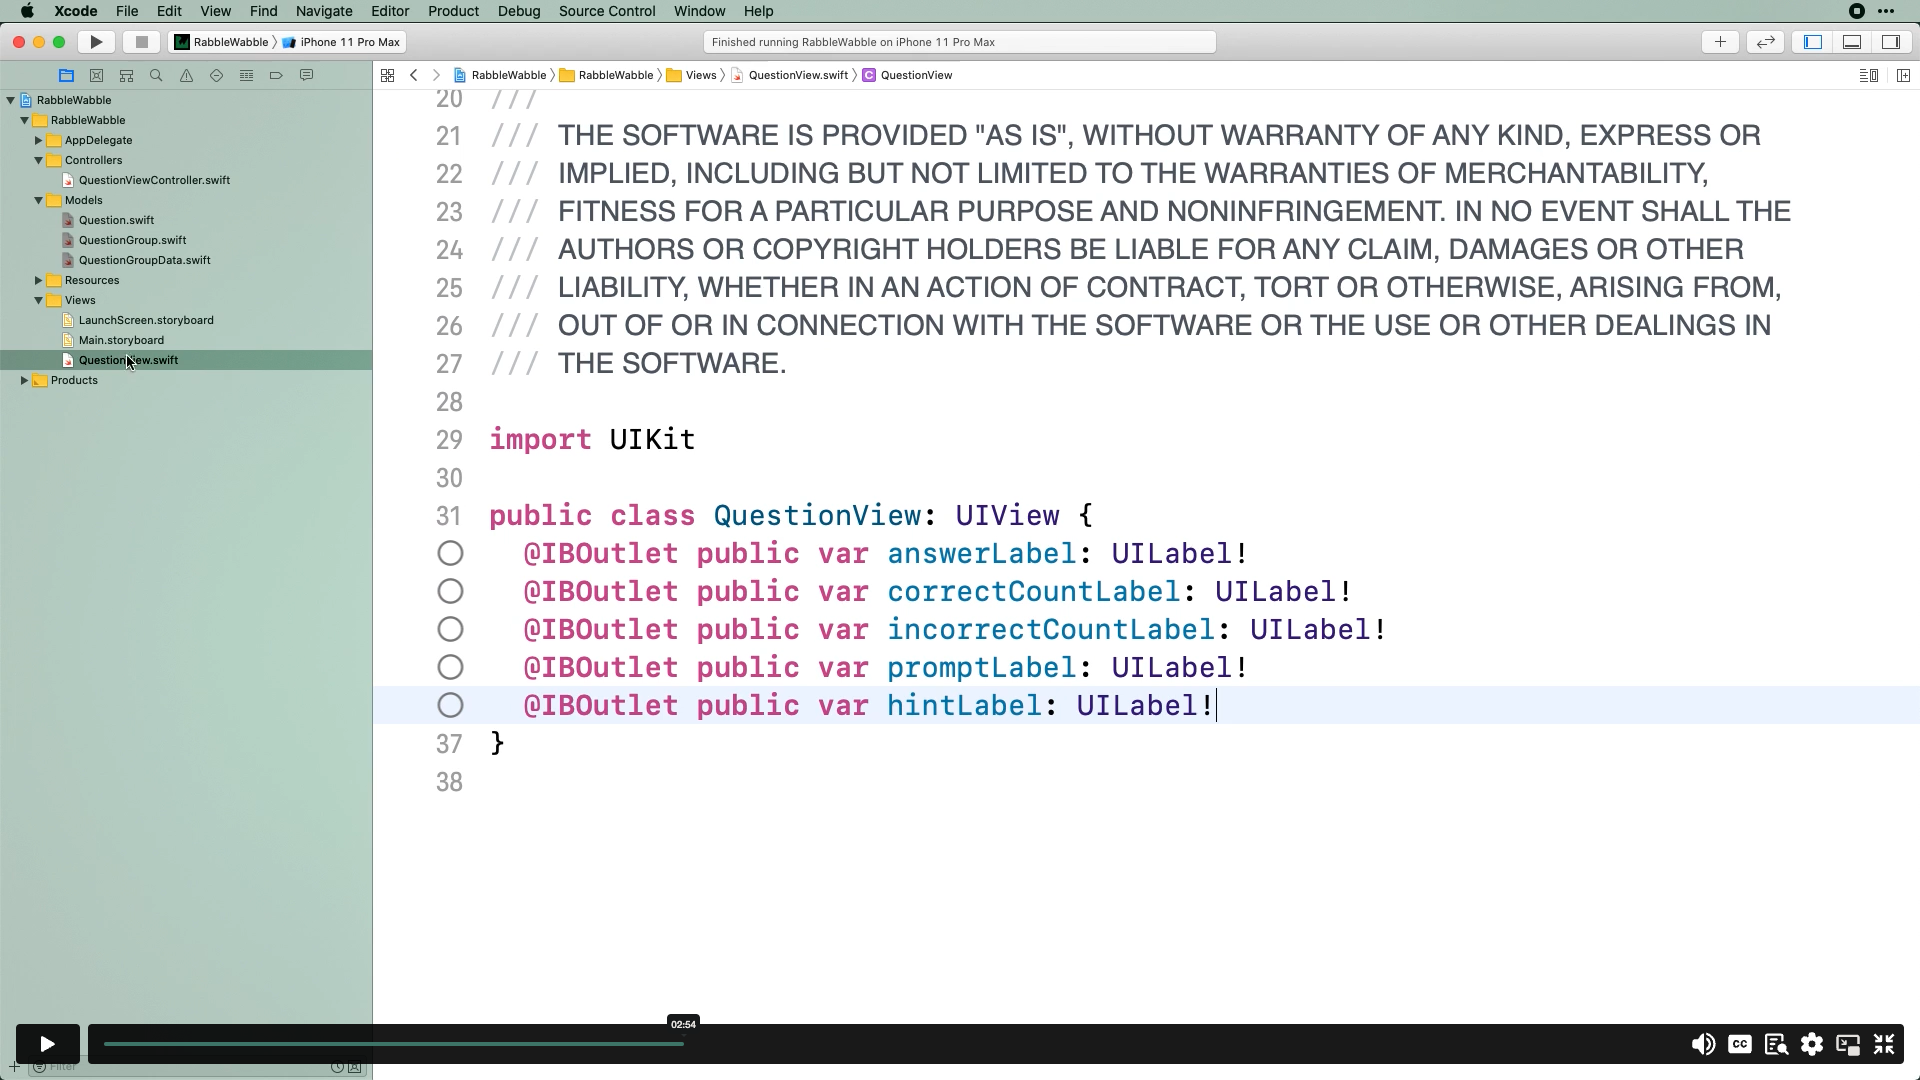 Xcode File Edit View Find Navigate Editor Product Debug Source Control Window Help
RabbleWabble iPhone 11 Pro Max
Finished running RabbleWabble on iPhone 11 Pro Max
RabbleWabble RabbleWabble Views QuestionView.swift C QuestionView
RabbleWabble
RabbleWabble
AppDelegate
Controllers
QuestionViewController.swift
Models
Question.swift
QuestionGroup.swift
QuestionGroupData.swift
Resources
Views
LaunchScreen.storyboard
Main.storyboard
QuestionView.swift
Products
Filter
20 ///
21 /// THE SOFTWARE IS PROVIDED "AS IS", WITHOUT WARRANTY OF ANY KIND, EXPRESS OR
22 /// IMPLIED, INCLUDING BUT NOT LIMITED TO THE WARRANTIES OF MERCHANTABILITY,
23 /// FITNESS FOR A PARTICULAR PURPOSE AND NONINFRINGEMENT. IN NO EVENT SHALL THE
24 /// AUTHORS OR COPYRIGHT HOLDERS BE LIABLE FOR ANY CLAIM, DAMAGES OR OTHER
25 /// LIABILITY, WHETHER IN AN ACTION OF CONTRACT, TORT OR OTHERWISE, ARISING FROM,
26 /// OUT OF OR IN CONNECTION WITH THE SOFTWARE OR THE USE OR OTHER DEALINGS IN
27 /// THE SOFTWARE.
28
29 import UIKit
30
31 public class QuestionView: UIView {
@IBOutlet public var answerLabel: UILabel!
@IBOutlet public var correctCountLabel: UILabel!
@IBOutlet public var incorrectCountLabel: UILabel!
@IBOutlet public var promptLabel: UILabel!
@IBOutlet public var hintLabel: UILabel!
37 }
38
02:54
CC